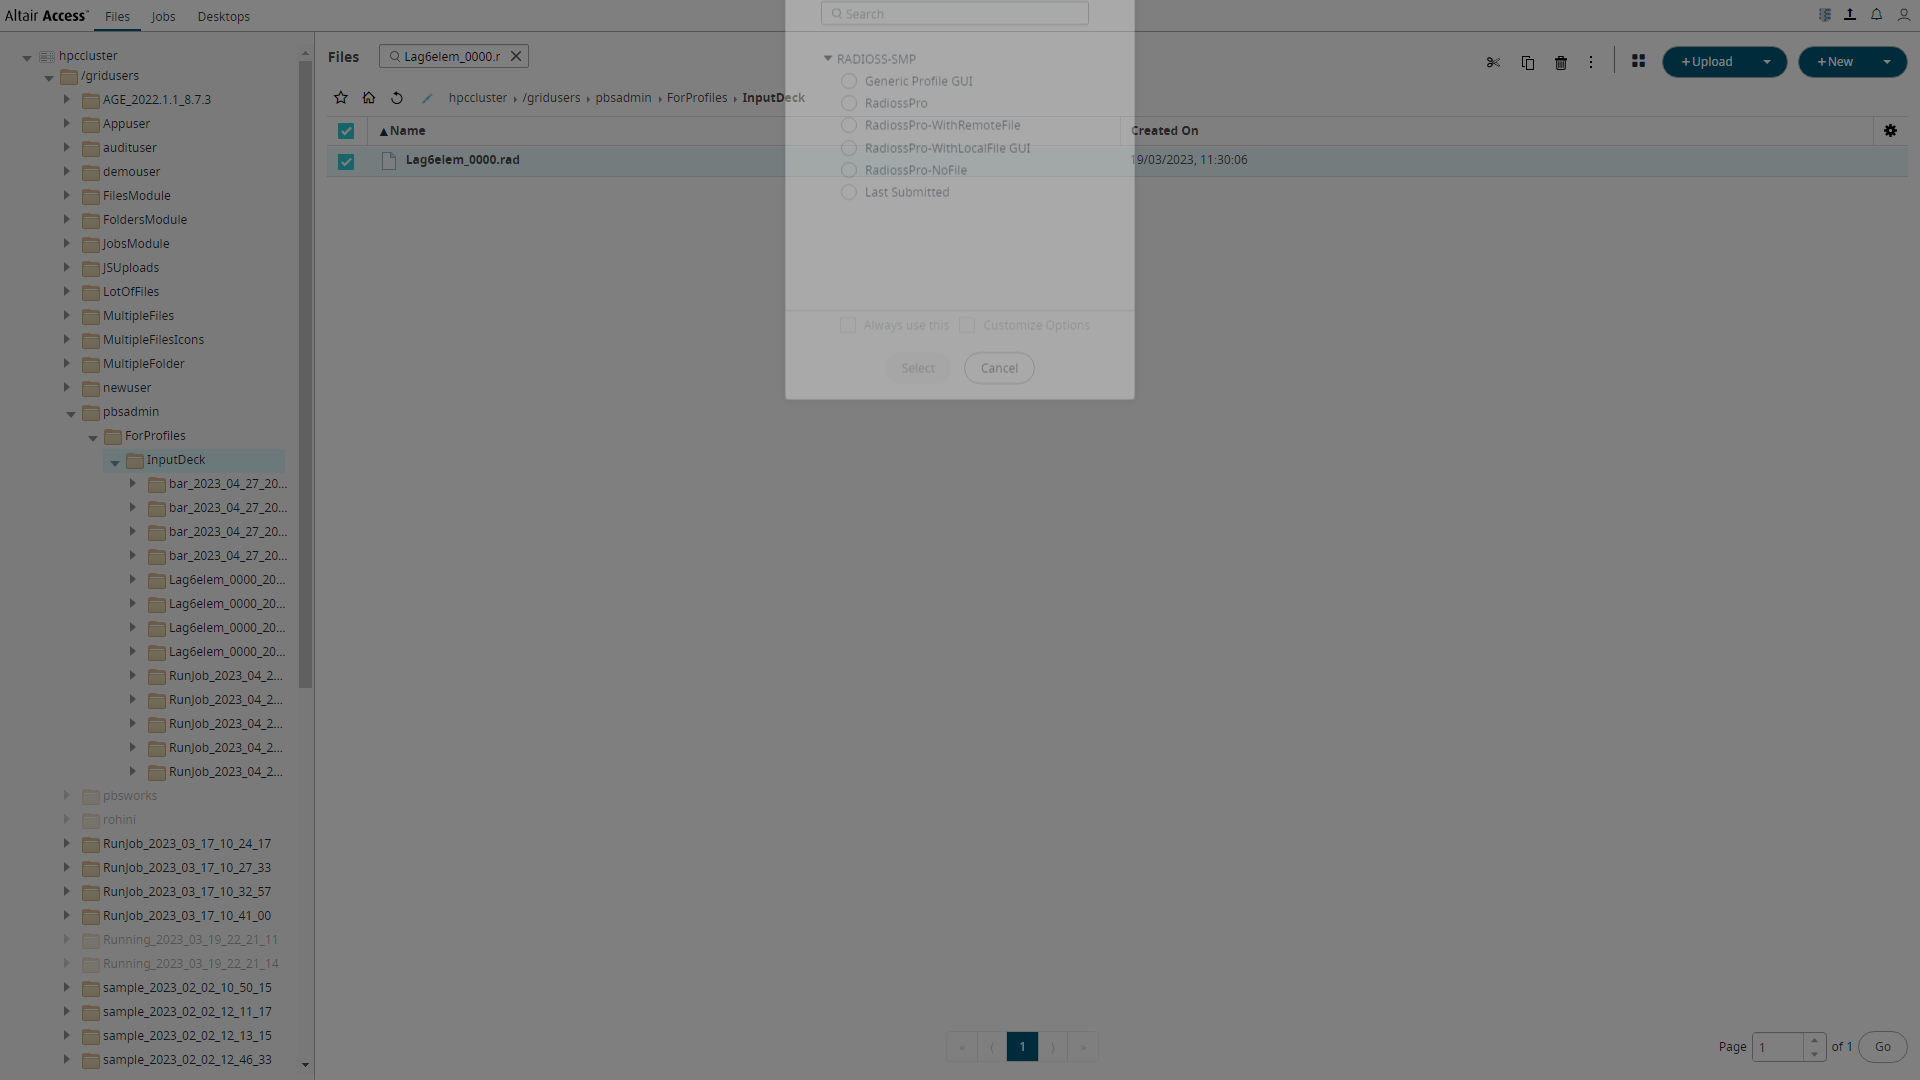 Altair Access™ Files Jobs Desktops
hpccluster
/gridusers
AGE_2022.1.1_8.7.3
Appuser
audituser
demouser
FilesModule
FoldersModule
JobsModule
JSUploads
LotOfFiles
MultipleFiles
MultipleFilesIcons
MultipleFolder
newuser
pbsadmin
ForProfiles
InputDeck
bar_2023_04_27_20...
bar_2023_04_27_20...
bar_2023_04_27_20...
bar_2023_04_27_20...
Lag6elem_0000_20...
Lag6elem_0000_20...
Lag6elem_0000_20...
Lag6elem_0000_20...
RunJob_2023_04_2...
RunJob_2023_04_2...
RunJob_2023_04_2...
RunJob_2023_04_2...
RunJob_2023_04_2...
pbsworks
rohini
RunJob_2023_03_17_10_24_17
RunJob_2023_03_17_10_27_33
RunJob_2023_03_17_10_32_57
RunJob_2023_03_17_10_41_00
Running_2023_03_19_22_21_11
Running_2023_03_19_22_21_14
sample_2023_02_02_10_50_15
sample_2023_02_02_12_11_17
sample_2023_02_02_12_13_15
sample_2023_02_02_12_46_33
Files Lag6elem_0000.r
+Upload +New
hpccluster /gridusers pbsadmin ForProfiles InputDeck
Name Created On
Lag6elem_0000.rad 19/03/2023, 11:30:06
Search
RADIOSS-SMP
Generic Profile GUI
RadiossPro
RadiossPro-WithRemoteFile
RadiossPro-WithLocalFile GUI
RadiossPro-NoFile
Last Submitted
Always use this Customize Options
Select Cancel
« ⟨ 1 ⟩ » Page 1 of 1 Go